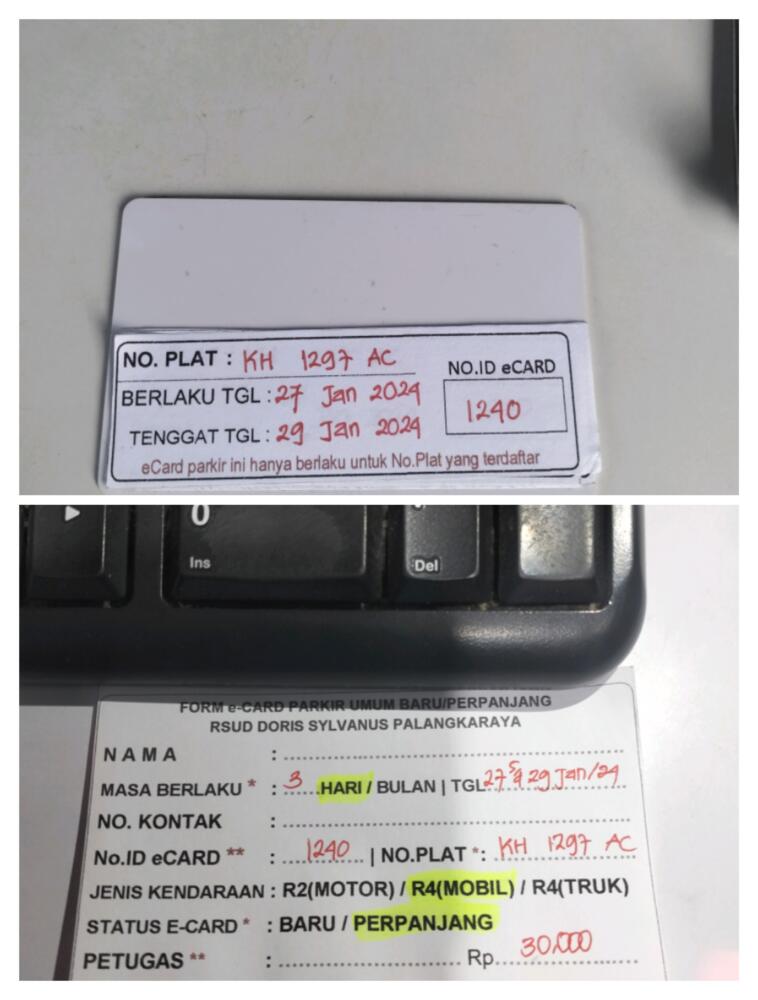 NO. PLAT : KH 1297 AC
NO.ID eCARD
BERLAKU TGL : 27 Jan 2024
1240
TENGGAT TGL : 29 Jan 2024
eCard parkir ini hanya berlaku untuk No.Plat yang terdaftar
0
Ins
Del
FORM e-CARD PARKIR UMUM BARU/PERPANJANG
RSUD DORIS SYLVANUS PALANGKARAYA
N A M A :
MASA BERLAKU * : 3 HARI / BULAN | TGL 27 s 29 Jan/24
NO. KONTAK :
No.ID eCARD ** : 1240 | NO.PLAT *: KH 1297 AC
JENIS KENDARAAN : R2(MOTOR) / R4(MOBIL) / R4(TRUK)
STATUS E-CARD * : BARU / PERPANJANG
PETUGAS ** : Rp. 30.000